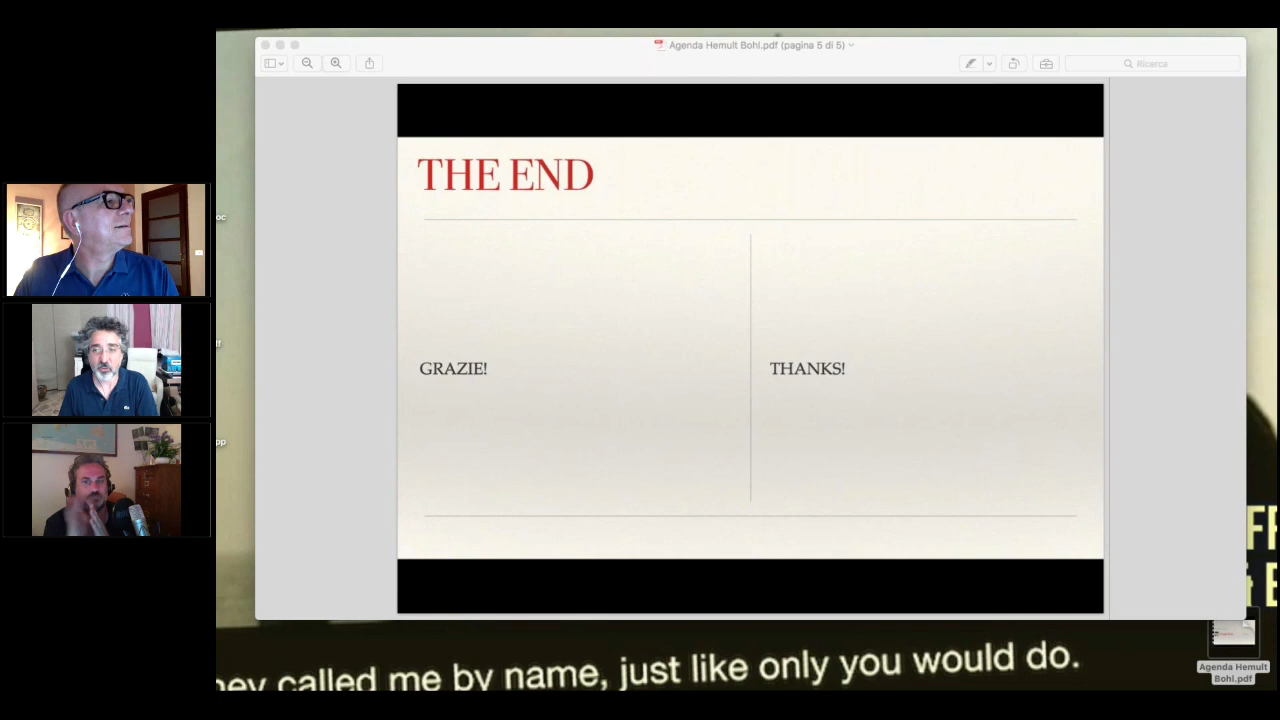 Agenda Hemult Bohl.pdf (pagina 5 di 5)
Ricerca
THE END
GRAZIE!
THANKS!
called me by name, just like only you would do.
Agenda Hemult
Bohl.pdf